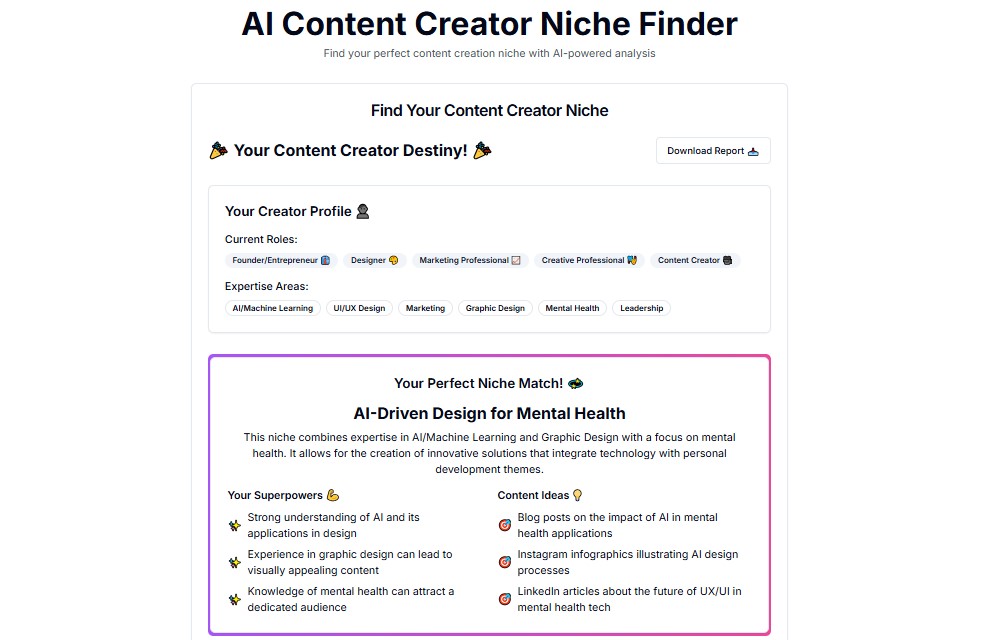 AI Content Creator Niche Finder
Find your perfect content creation niche with AI-powered analysis
Find Your Content Creator Niche
🎉 Your Content Creator Destiny! 🎉
Download Report 📥
Your Creator Profile 👤
Current Roles:
Founder/Entrepreneur 👔 Designer 🎨 Marketing Professional 📈 Creative Professional 🎭 Content Creator
Expertise Areas:
AI/Machine Learning UI/UX Design Marketing Graphic Design Mental Health Leadership
Your Perfect Niche Match!
AI-Driven Design for Mental Health
This niche combines expertise in AI/Machine Learning and Graphic Design with a focus on mental
health. It allows for the creation of innovative solutions that integrate technology with personal
development themes.
Your Superpowers 💪
✨ Strong understanding of AI and its
applications in design
✨ Experience in graphic design can lead to
visually appealing content
✨ Knowledge of mental health can attract a
dedicated audience
Content Ideas 💡
🎯 Blog posts on the impact of AI in mental
health applications
🎯 Instagram infographics illustrating AI design
processes
🎯 LinkedIn articles about the future of UX/UI in
mental health tech